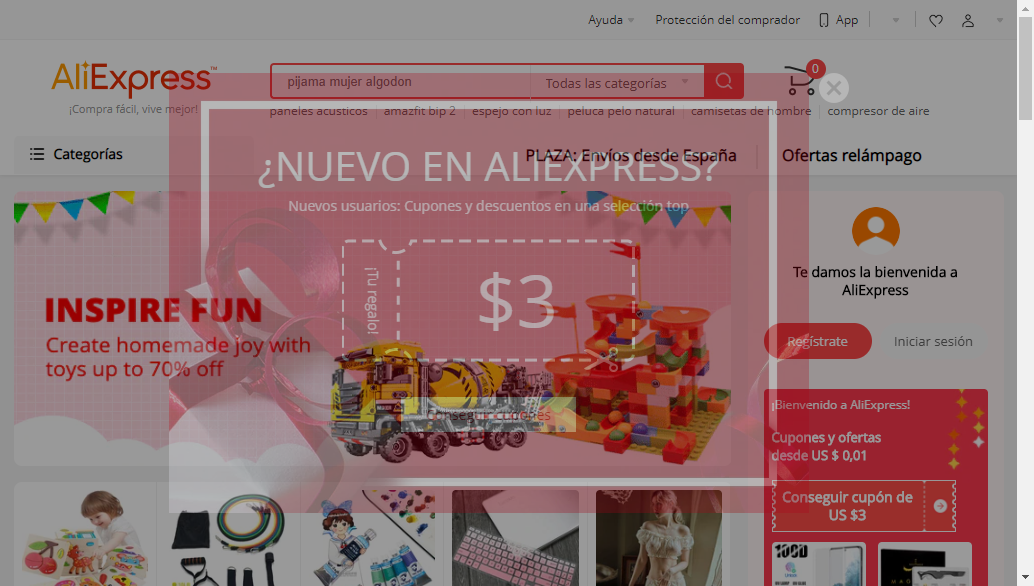 Ayuda
Protección del comprador
App
AliExpress™
¡Compra fácil, vive mejor!
pijama mujer algodon
Todas las categorías
0
paneles acusticos
amazfit bip 2
espejo con luz
peluca pelo natural
camisetas de hombre
compresor de aire
Categorías
PLAZA: Envíos desde España
Ofertas relámpago
¿NUEVO EN ALIEXPRESS?
Nuevos usuarios: Cupones y descuentos en una selección top
¡Tu regalo!
$3
INSPIRE FUN
Create homemade joy with
toys up to 70% off
Te damos la bienvenida a
AliExpress
Regístrate
Iniciar sesión
¡Bienvenido a AliExpress!
Cupones y ofertas
desde US $ 0,01
Conseguir cupón de
US $3